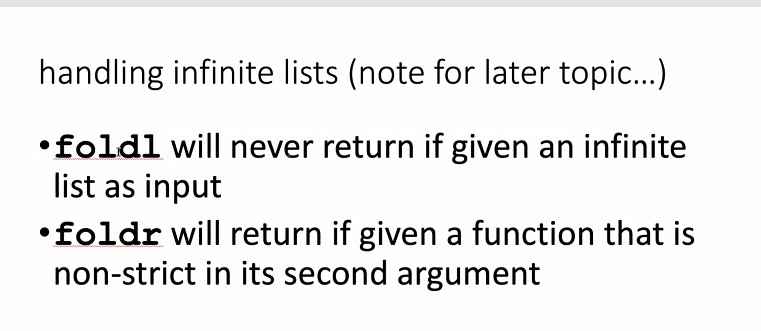 handling infinite lists (note for later topic…)
•foldl will never return if given an infinite
list as input
•foldr will return if given a function that is
non-strict in its second argument